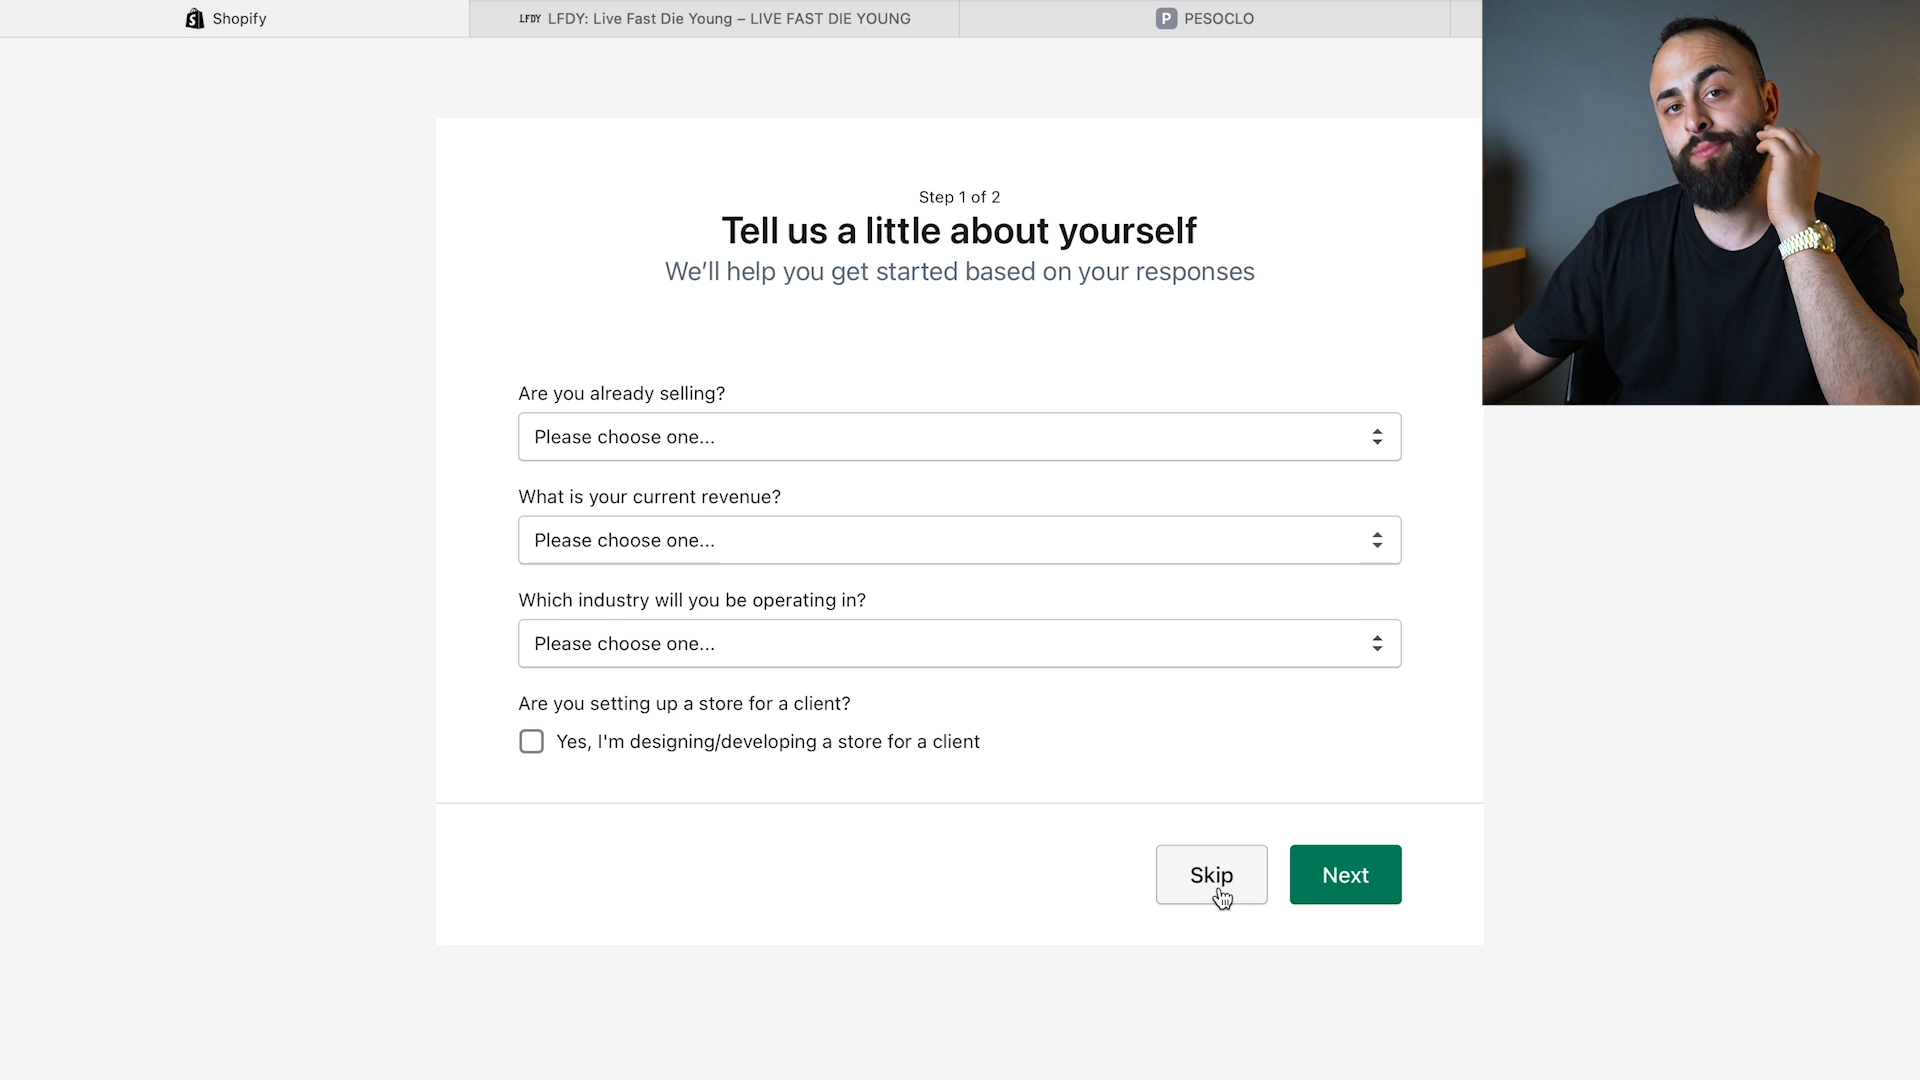 Shopify
LFDY LFDY: Live Fast Die Young – LIVE FAST DIE YOUNG
P PESOCLO
Step 1 of 2
Tell us a little about yourself
We'll help you get started based on your responses
Are you already selling?
Please choose one...
What is your current revenue?
Please choose one...
Which industry will you be operating in?
Please choose one...
Are you setting up a store for a client?
Yes, I'm designing/developing a store for a client
Skip
Next